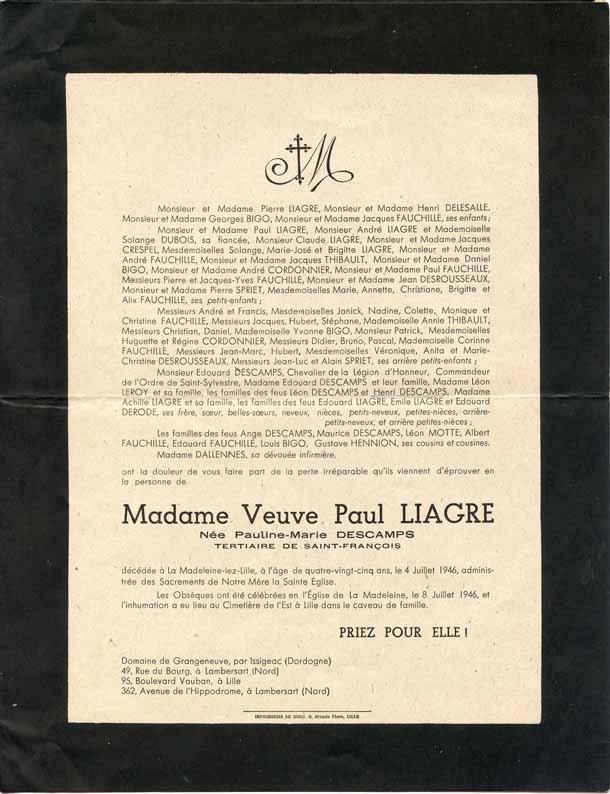 Monsieur et Madame Pierre LIAGRE, Monsieur et Madame Henri DELESALLE.
Monsieur et Madame Georges BIGO, Monsieur et Madame Jacques FAUCHILLE, ses enfants ;
Monsieur et Madame Paul LIAGRE, Monsieur André LIAGRE et Mademoiselle
Solange DUBOIS, sa fiancée, Monsieur Claude LIAGRE, Monsieur et Madame Jacques
CRESPEL, Mesdemoiselles Solange, Marie-José et Brigitte LIAGRE, Monsieur et Madame
André FAUCHILLE, Monsieur et Madame Jacques THIBAULT, Monsieur et Madame Daniel
BIGO, Monsieur et Madame André CORDONNIER, Monsieur et Madame Paul FAUCHILLE,
Messieurs Pierre et Jacques-Yves FAUCHILLE, Monsieur et Madame Jean DESROUSSEAUX,
Monsieur et Madame Pierre SPRIET, Mesdemoiselles Marie, Annette, Christiane, Brigitte et
Alix FAUCHILLE, ses petits-enfants ;
Messieurs André et Francis, Mesdemoiselles Janick, Nadine, Colette, Monique et
Christine FAUCHILLE, Messieurs Jacques, Hubert, Stéphane, Mademoiselle Annie THIBAULT,
Messieurs Christian, Daniel, Mademoiselle Yvonne BIGO, Monsieur Patrick, Mesdemoiselles
Huguette et Régine CORDONNIER, Messieurs Didier, Bruno, Pascal, Mademoiselle Corinne
FAUCHILLE, Messieurs Jean-Marc, Hubert, Mesdemoiselles Véronique, Anita et Marie-
Christine DESROUSSEAUX. Messieurs Jean-Luc et Alain SPRIET, ses arrière petits-enfants ;
Monsieur Edouard DESCAMPS, Chevalier de la Légion d'Honneur, Commandeur
de l'Ordre de Saint-Sylvestre, Madame Edouard DESCAMPS et leur famille, Madame Léon
LEROY et sa famille, les familles des feus Léon DESCAMPS et Henri DESCAMPS, Madame
Achille LIAGRE et sa famille, les familles des feus Edouard LIAGRE, Emile LIAGRE et Edouard
DERODE, ses frère, sœur, belles-sœurs, neveux, nièces, petits-neveux, petites-nièces, arrière-
petits-neveux, et arrière petites-nièces ;
Les familles des feus Ange DESCAMPS, Maurice DESCAMPS, Léon MOTTE, Albert
FAUCHILLE, Edouard FAUCHILLE, Louis BIGO, Gustave HENNION, ses cousins et cousines.
Madame DALLENNES, sa dévouée infirmière,
ont la douleur de vous faire part de la perte irréparable qu'ils viennent d'éprouver en
la personne de
Madame Veuve Paul LIAGRE
Née Pauline-Marie DESCAMPS
TERTIAIRE DE SAINT-FRANÇOIS
décédée à La Madeleine-lez-Lille, à l'âge de quatre-vingt-cinq ans, le 4 Juillet 1946, adminis-
trée des Sacrements de Notre Mère la Sainte Eglise.
Les Obsèques ont été célébrées en l'Église de La Madeleine, le 8 Juillet 1946, et
l'inhumation a eu lieu au Cimetière de l'Est à Lille dans le caveau de famille.
PRIEZ POUR ELLE !
Domaine de Grangeneuve, par Issigeac (Dordogne)
49, Rue du Bourg, à Lambersart (Nord)
95, Boulevard Vauban, à Lille
362, Avenue de l'Hippodrome, à Lambersart (Nord)
IMPRIMERIE DU NORD, Grande Place, LILLE